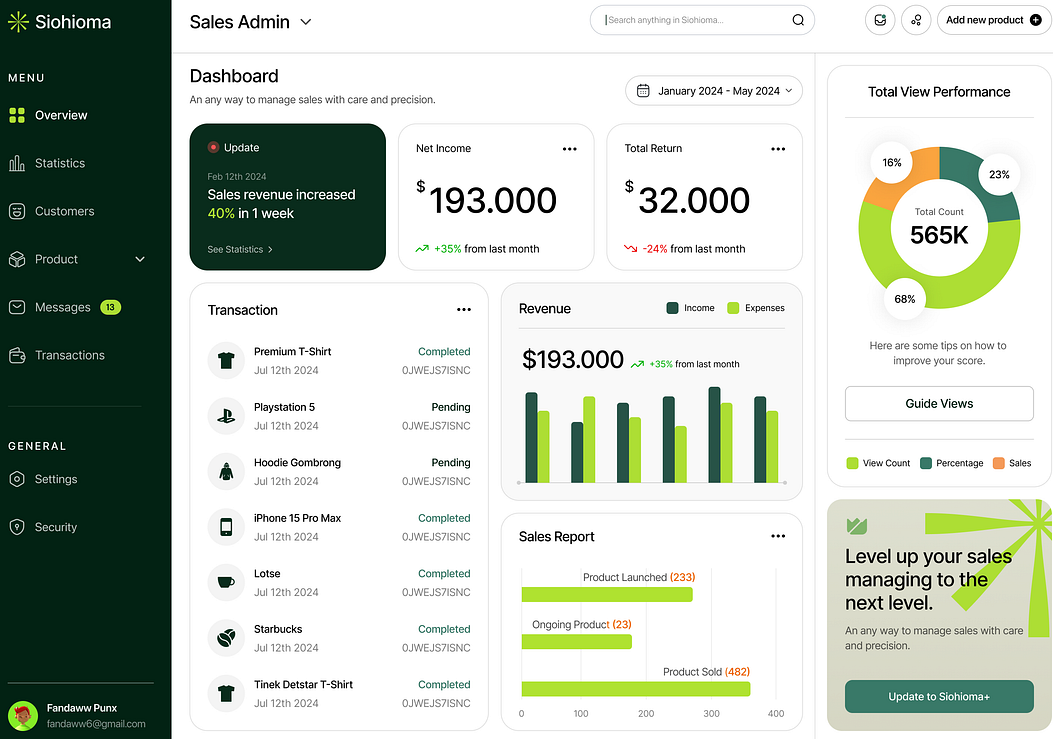 Siohioma
MENU
Overview
Statistics
Customers
Product
Messages 13
Transactions
GENERAL
Settings
Security
Fandaww Punx
fandaww6@gmail.com
Sales Admin
Search anything in Siohioma...
Add new product
Dashboard
An any way to manage sales with care and precision.
January 2024 - May 2024
Update
Feb 12th 2024
Sales revenue increased
40% in 1 week
See Statistics
Net Income
$193.000
+35% from last month
Total Return
$32.000
-24% from last month
Transaction
Premium T-Shirt Completed
Jul 12th 2024 0JWEJS7ISNC
Playstation 5 Pending
Jul 12th 2024 0JWEJS7ISNC
Hoodie Gombrong Pending
Jul 12th 2024 0JWEJS7ISNC
iPhone 15 Pro Max Completed
Jul 12th 2024 0JWEJS7ISNC
Lotse Completed
Jul 12th 2024 0JWEJS7ISNC
Starbucks Completed
Jul 12th 2024 0JWEJS7ISNC
Tinek Detstar T-Shirt Completed
Jul 12th 2024 0JWEJS7ISNC
Revenue Income Expenses
$193.000 +35% from last month
Sales Report
Product Launched (233)
Ongoing Product (23)
Product Sold (482)
0 100 200 300 400
Total View Performance
16%
23%
Total Count
565K
68%
Here are some tips on how to
improve your score.
Guide Views
View Count Percentage Sales
Level up your sales
managing to the
next level.
An any way to manage sales with care
and precision.
Update to Siohioma+